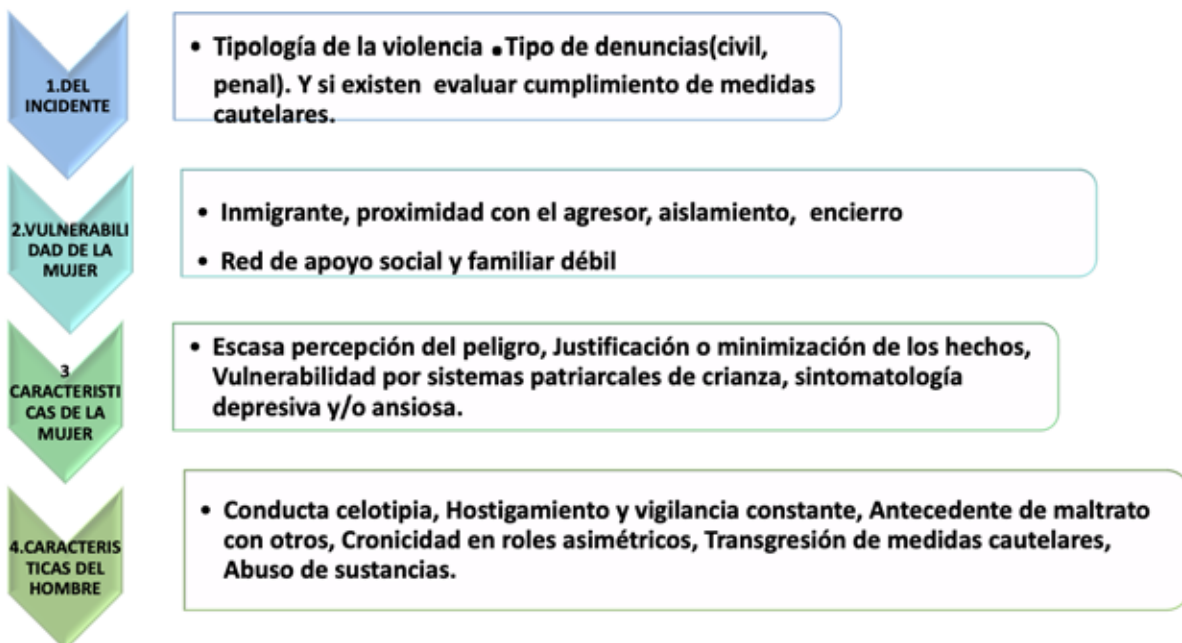 1.DEL
INCIDENTE
• Tipología de la violencia •Tipo de denuncias(civil,
penal). Y si existen evaluar cumplimiento de medidas
cautelares.
2.VULNERABILI
DAD DE LA
MUJER
• Inmigrante, proximidad con el agresor, aislamiento, encierro
• Red de apoyo social y familiar débil
3
CARACTERISTI
CAS DE LA
MUJER
• Escasa percepción del peligro, Justificación o minimización de los hechos,
Vulnerabilidad por sistemas patriarcales de crianza, sintomatología
depresiva y/o ansiosa.
4.CARACTERIS
TICAS DEL
HOMBRE
• Conducta celotipia, Hostigamiento y vigilancia constante, Antecedente de maltrato
con otros, Cronicidad en roles asimétricos, Transgresión de medidas cautelares,
Abuso de sustancias.